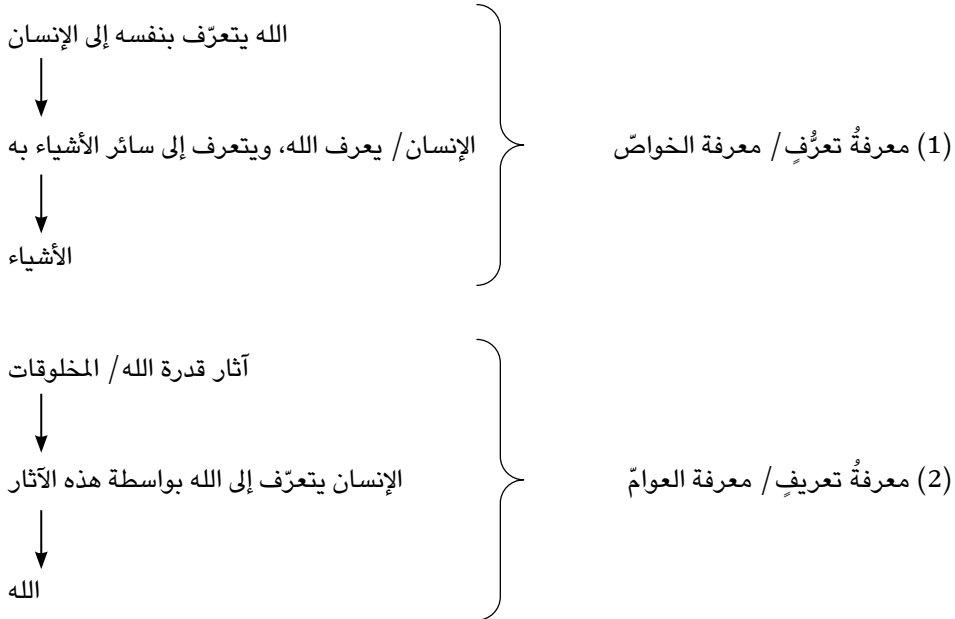 الله يتعرّف بنفسه إلى الإنسان
(1) معرفةُ تعرُّفٍ/ معرفة الخواصّ
الإنسان/ يعرف الله، ويتعرف إلى سائر الأشياء به
الأشياء
آثار قدرة الله/ المخلوقات
(2) معرفةُ تعريفٍ/ معرفة العوامّ
الإنسان يتعرّف إلى الله بواسطة هذه الآثار
الله